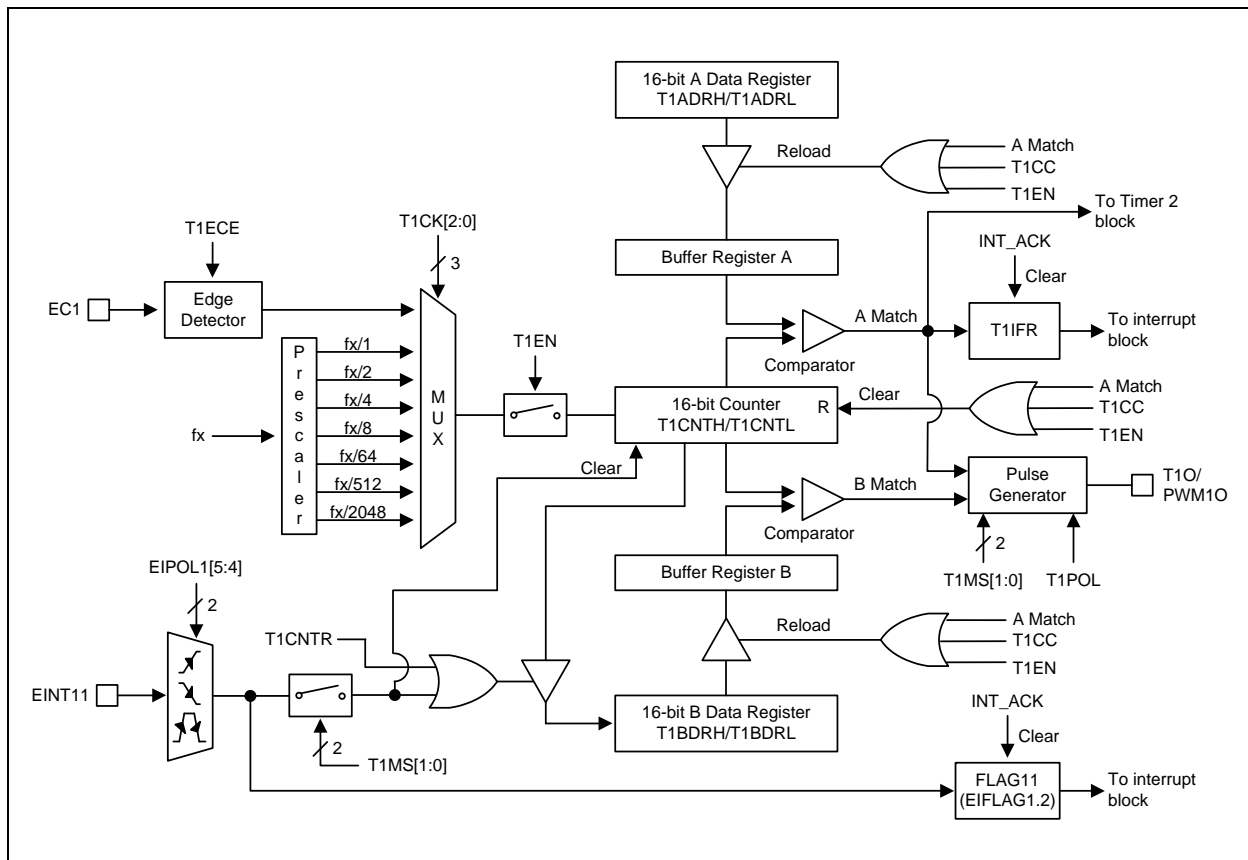 16-bit A Data Register
T1ADRH/T1ADRL
Reload
A Match
T1CC
T1EN
To Timer 2
block
T1ECE
T1CK[2:0]
3
INT_ACK
Clear
EC1
Edge
Detector
Buffer Register A
A Match
T1IFR
To interrupt
block
Comparator
Prescaler
fx/1
fx/2
fx/4
fx/8
fx/64
fx/512
fx/2048
fx
MUX
T1EN
16-bit Counter
T1CNTH/T1CNTL
R
Clear
A Match
T1CC
T1EN
Clear
B Match
Comparator
Pulse
Generator
T1O/
PWM1O
2
T1MS[1:0]
T1POL
Buffer Register B
EIPOL1[5:4]
2
T1CNTR
Reload
A Match
T1CC
T1EN
EINT11
16-bit B Data Register
T1BDRH/T1BDRL
2
T1MS[1:0]
INT_ACK
Clear
FLAG11
(EIFLAG1.2)
To interrupt
block